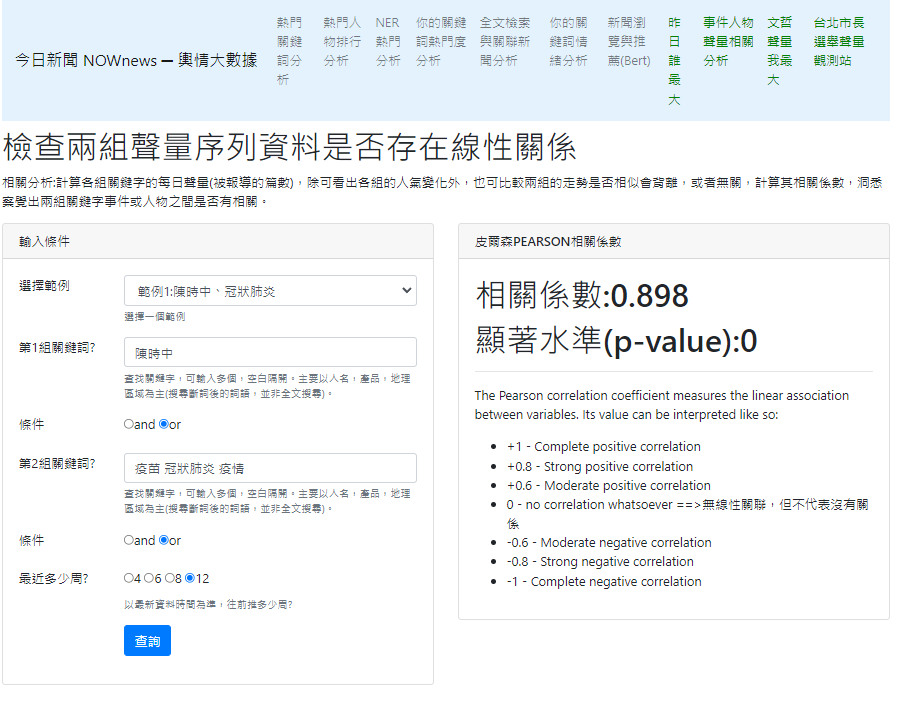 今日新聞 NOWnews — 輿情大數據
熱門
關鍵
詞分
析
熱門人
物排行
分析
NER
熱門
分析
你的關鍵
詞熱門度
分析
全文檢索
與關聯新
聞分析
你的關
鍵詞情
緒分析
新聞瀏
覽與推
薦(Bert)
昨
日
誰
最
大
事件人物
聲量相關
分析
文晢
聲量
我最
大
台北市長
選舉聲量
觀測站
檢查兩組聲量序列資料是否存在線性關係
相關分析:計算各組關鍵字的每日聲量(被報導的篇數)，除可看出各組的人氣變化外，也可比較兩組的走勢是否相似會背離，或者無關，計算其相關係數，洞悉
察覺出兩組關鍵字事件或人物之間是否有相關。
輸入條件
選擇範例
範例1:陳時中、冠狀肺炎
選擇一個範例
第1組關鍵詞?
陳時中
查找關鍵字，可輸入多個，空白隔開。主要以人名，產品，地理
區域為主(搜尋斷詞後的詞語，並非全文搜尋)。
條件
and or
第2組關鍵詞?
疫苗 冠狀肺炎 疫情
查找關鍵字，可輸入多個，空白隔開。主要以人名，產品，地理
區域為主(搜尋斷詞後的詞語，並非全文搜尋)。
條件
and or
最近多少周?
4 6 8 12
以最新資料時間為準，往前推多少周?
查詢
皮爾森PEARSON相關係數
相關係數:0.898
顯著水準(p-value):0
The Pearson correlation coefficient measures the linear association
between variables. Its value can be interpreted like so:
+1 - Complete positive correlation
+0.8 - Strong positive correlation
+0.6 - Moderate positive correlation
0 - no correlation whatsoever ==>無線性關聯，但不代表沒有關
係
-0.6 - Moderate negative correlation
-0.8 - Strong negative correlation
-1 - Complete negative correlation